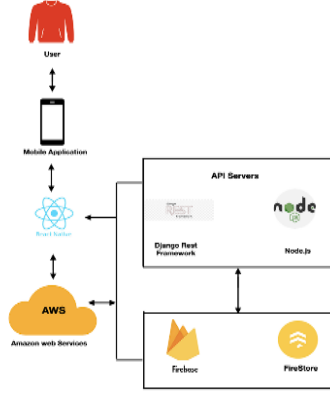 User
Mobile Application
API Servers
REST
node
React Native
Django Rest
Framework
Node.js
AWS
Amazon web Services
Firebase
FireStore